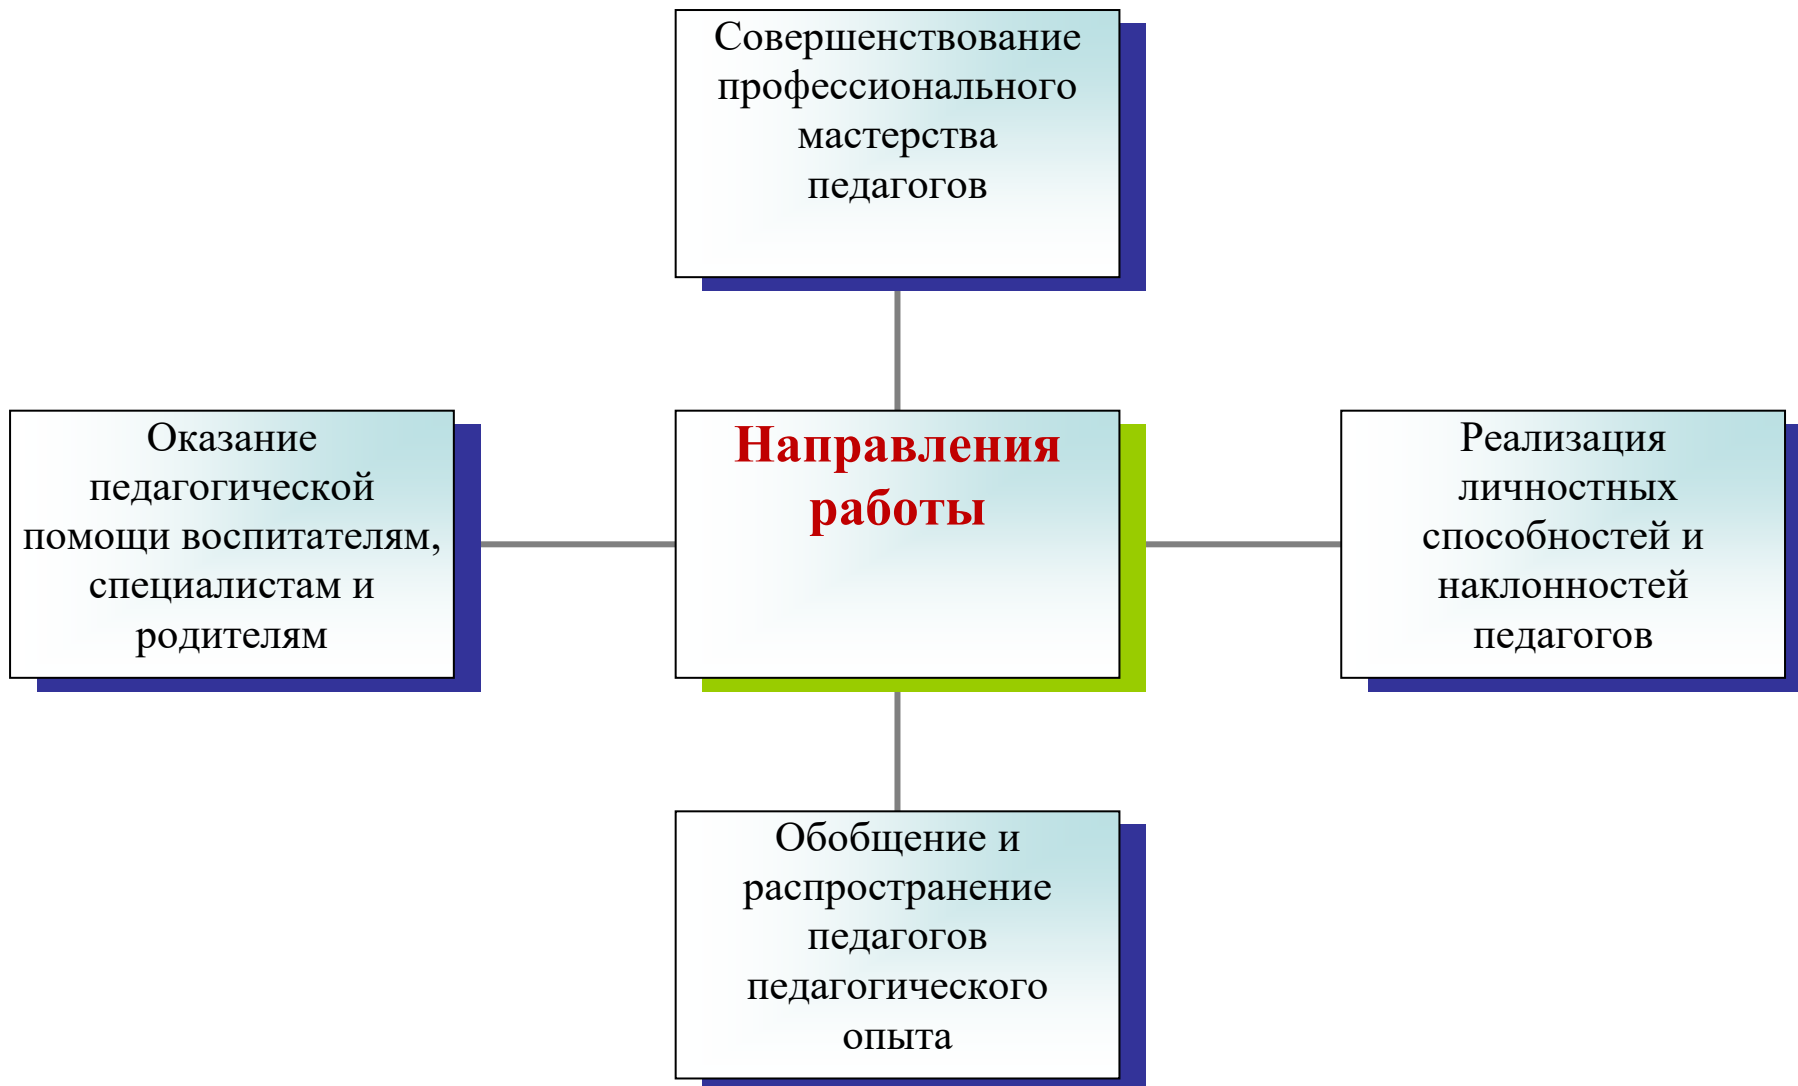 Совершенствование
профессионального
мастерства
педагогов
Оказание
педагогической
помощи воспитателям,
специалистам и
родителям
Направления
работы
Реализация
личностных
способностей и
наклонностей
педагогов
Обобщение и
распространение
педагогов
педагогического
опыта